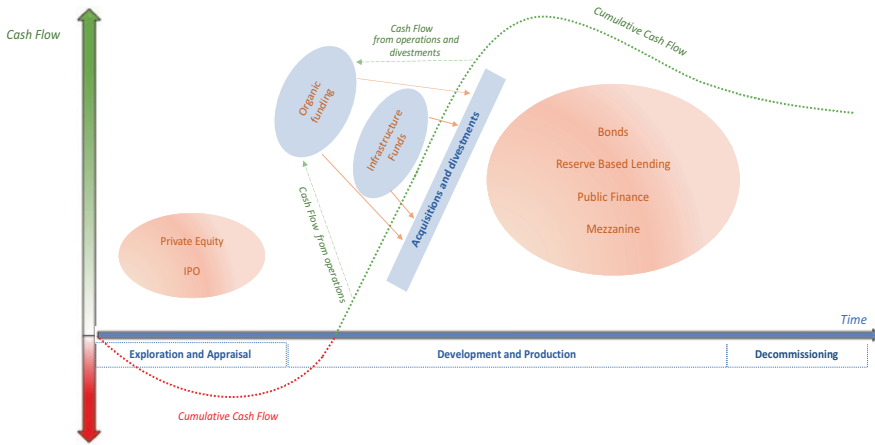 Cash Flow
Cash Flow
from operations and
divestments
Cumulative Cash Flow
Organic
funding
Infrastructure
Funds
Acquisitions and divestments
Bonds
Reserve Based Lending
Public Finance
Mezzanine
Cash Flow from operations
Private Equity
IPO
Time
Exploration and Appraisal
Development and Production
Decommissioning
Cumulative Cash Flow